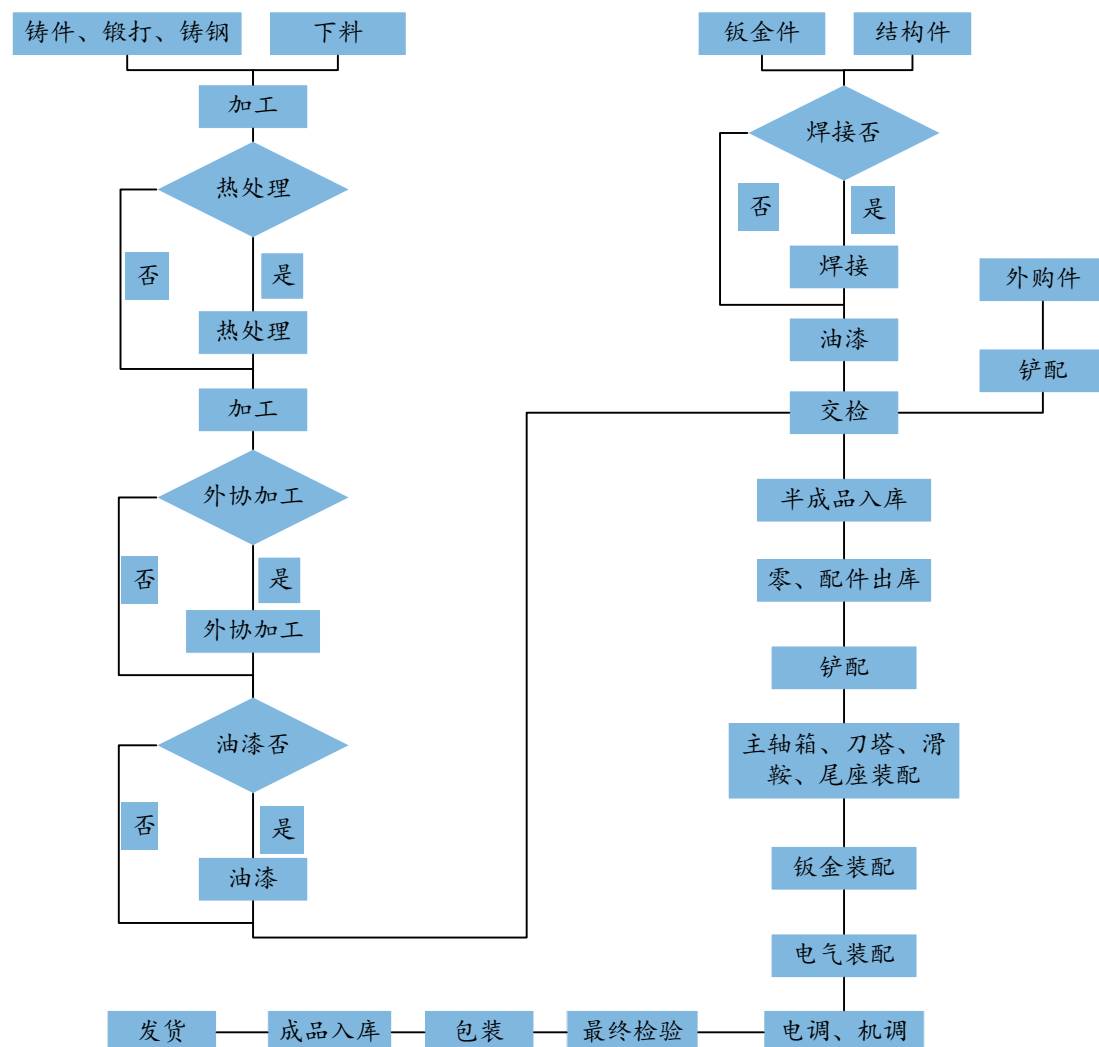 铸件、锻打、铸钢
下料
加工
热处理
否
是
热处理
加工
外协加工
否
是
外协加工
油漆否
否
是
油漆
钣金件
结构件
焊接否
否
是
焊接
油漆
外购件
铲配
交检
半成品入库
零、配件出库
铲配
主轴箱、刀塔、滑
鞍、尾座装配
钣金装配
电气装配
电调、机调
最终检验
包装
成品入库
发货